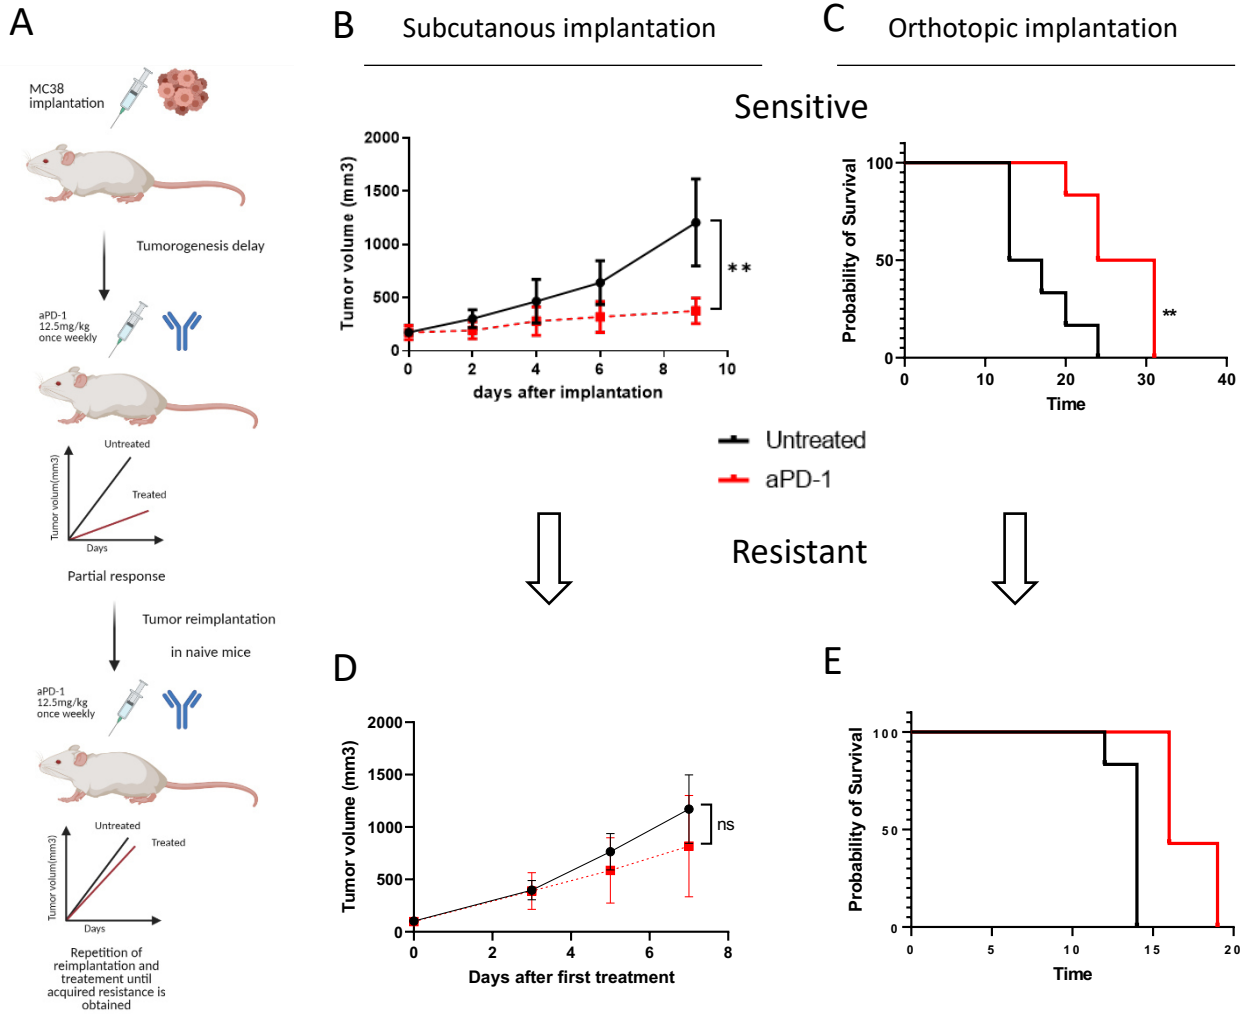 A
MC38
implantation
Tumorogenesis delay
aPD-1
12.5mg/kg
once weekly
Untreated
Treated
Tumor volum(mm3)
Days
Partial response
Tumor reimplantation
in naive mice
aPD-1
12.5mg/kg
once weekly
Untreated
Treated
Tumor volum(mm3)
Days
Repetition of
reimplantation and
treatement until
acquired resistance is
obtained
B
Subcutanous implantation
C
Orthotopic implantation
Sensitive
Tumor volume (mm3)
2000
1500
1000
500
0
0 2 4 6 8 10
days after implantation
**
Probability of Survival
100
50
0
0 10 20 30 40
Time
**
Untreated
aPD-1
Resistant
D
Tumor volume (mm3)
2000
1500
1000
500
0
0 2 4 6 8
Days after first treatment
ns
E
Probability of Survival
100
50
0
0 5 10 15 20
Time